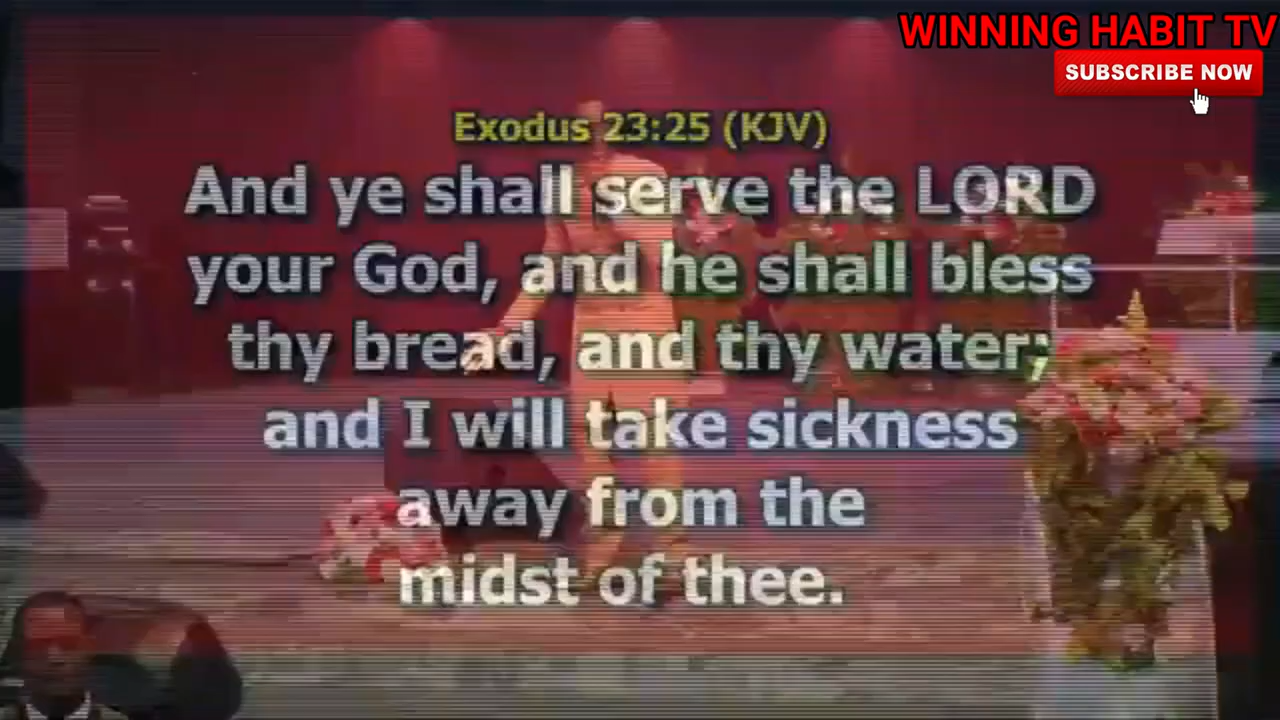 WINNING HABIT TV
SUBSCRIBE NOW
Exodus 23:25 (KJV)
And ye shall serve the LORD
your God, and he shall bless
thy bread, and thy water;
and I will take sickness
away from the
midst of thee.